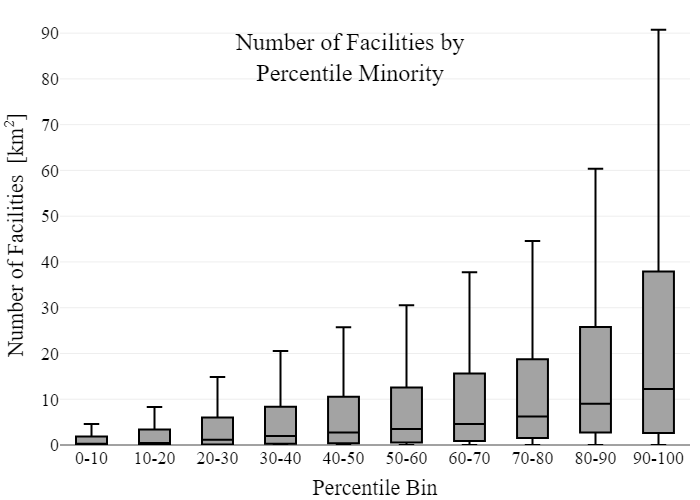 Number of Facilities by
Percentile Minority
Number of Facilities [km²]
90
80
70
60
50
40
30
20
10
0
0-10 10-20 20-30 30-40 40-50 50-60 60-70 70-80 80-90 90-100
Percentile Bin